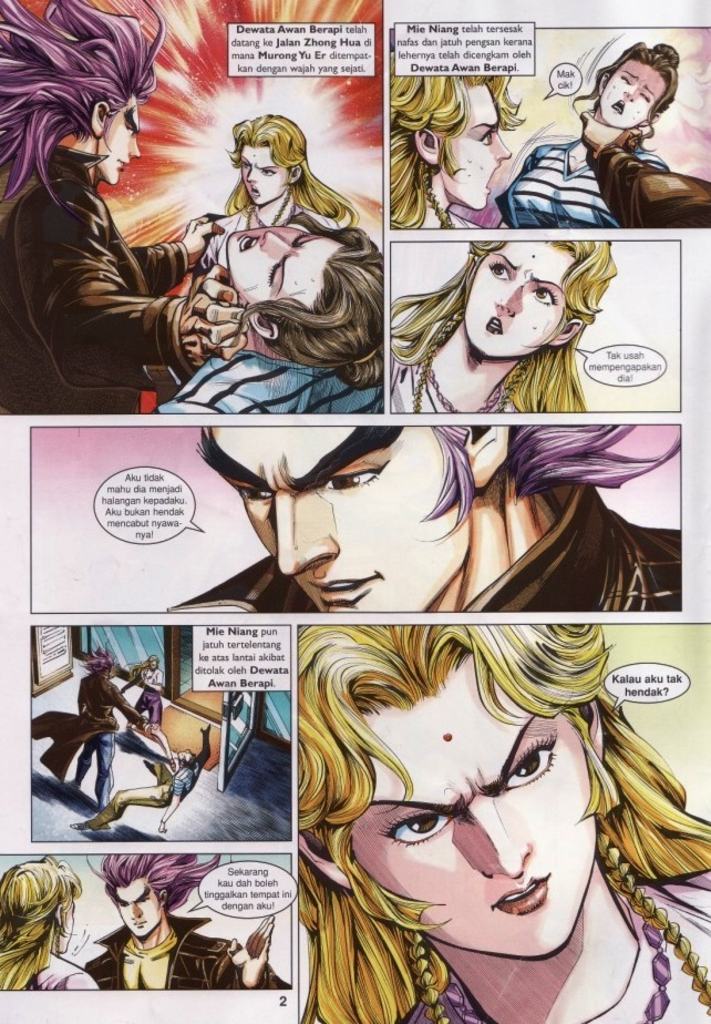 Dewata Awan Berapi telah
datang ke Jalan Zhong Hua di
mana Murong Yu Er ditempat-
kan dengan wajah yang sejati.
Mie Niang telah tersesak
nafas dan jatuh pengsan kerana
lehernya telah dicengkam oleh
Dewata Awan Berapi.
Mak
cik!
Tak usah
mempengapakan
dia!
Aku tidak
mahu dia menjadi
halangan kepadaku.
Aku bukan hendak
mencabut nyawa-
nya!
Mie Niang pun
jatuh tertelentang
ke atas lantai akibat
ditolak oleh Dewata
Awan Berapi.
Kalau aku tak
hendak?
Sekarang
kau dah boleh
tinggalkan tempat ini
dengan aku!
2